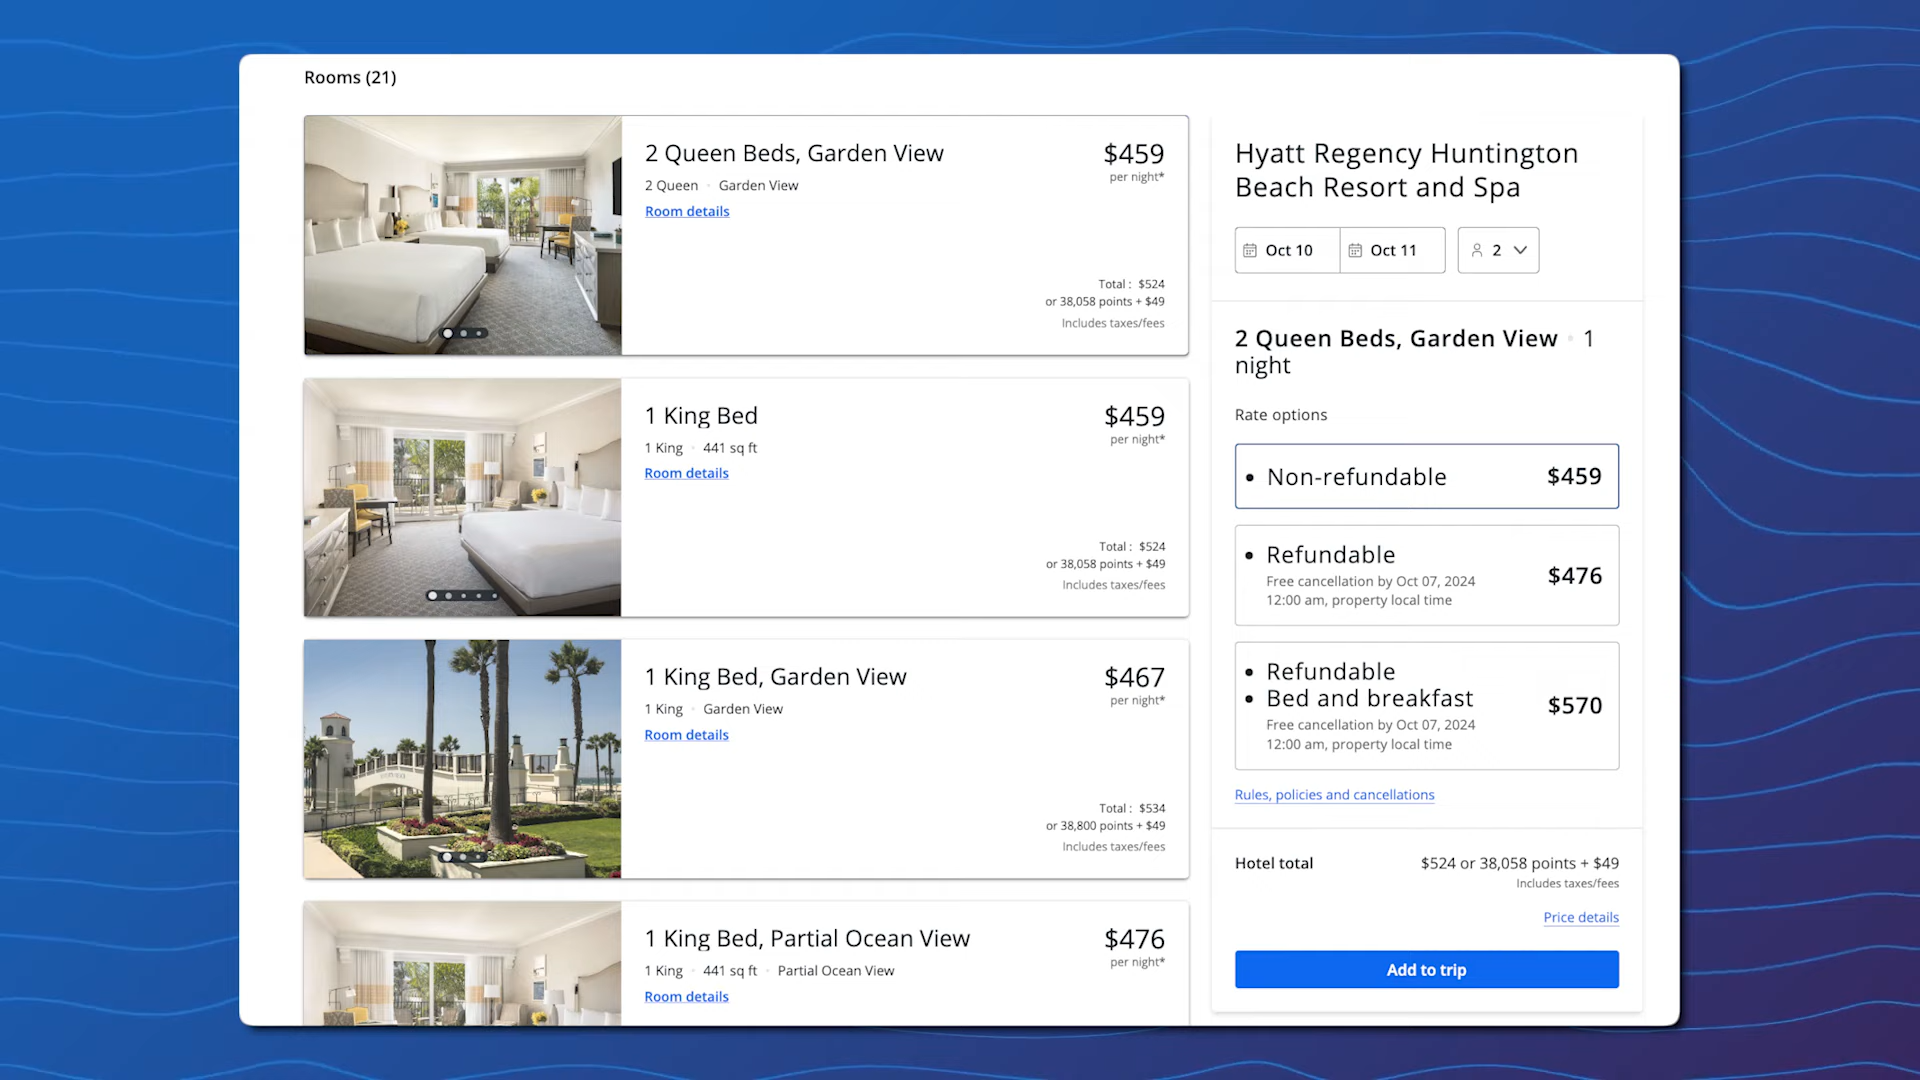 Rooms (21)
2 Queen Beds, Garden View
$459
per night*
2 Queen · Garden View
Room details
Total : $524
or 38,058 points + $49
Includes taxes/fees
1 King Bed
$459
per night*
1 King · 441 sq ft
Room details
Total : $524
or 38,058 points + $49
Includes taxes/fees
1 King Bed, Garden View
$467
per night*
1 King · Garden View
Room details
Total : $534
or 38,800 points + $49
Includes taxes/fees
1 King Bed, Partial Ocean View
$476
per night*
1 King · 441 sq ft · Partial Ocean View
Room details
Hyatt Regency Huntington
Beach Resort and Spa
Oct 10
Oct 11
2
2 Queen Beds, Garden View · 1
night
Rate options
• Non-refundable
$459
• Refundable
Free cancellation by Oct 07, 2024
12:00 am, property local time
$476
• Refundable
• Bed and breakfast
Free cancellation by Oct 07, 2024
12:00 am, property local time
$570
Rules, policies and cancellations
Hotel total
$524 or 38,058 points + $49
Includes taxes/fees
Price details
Add to trip